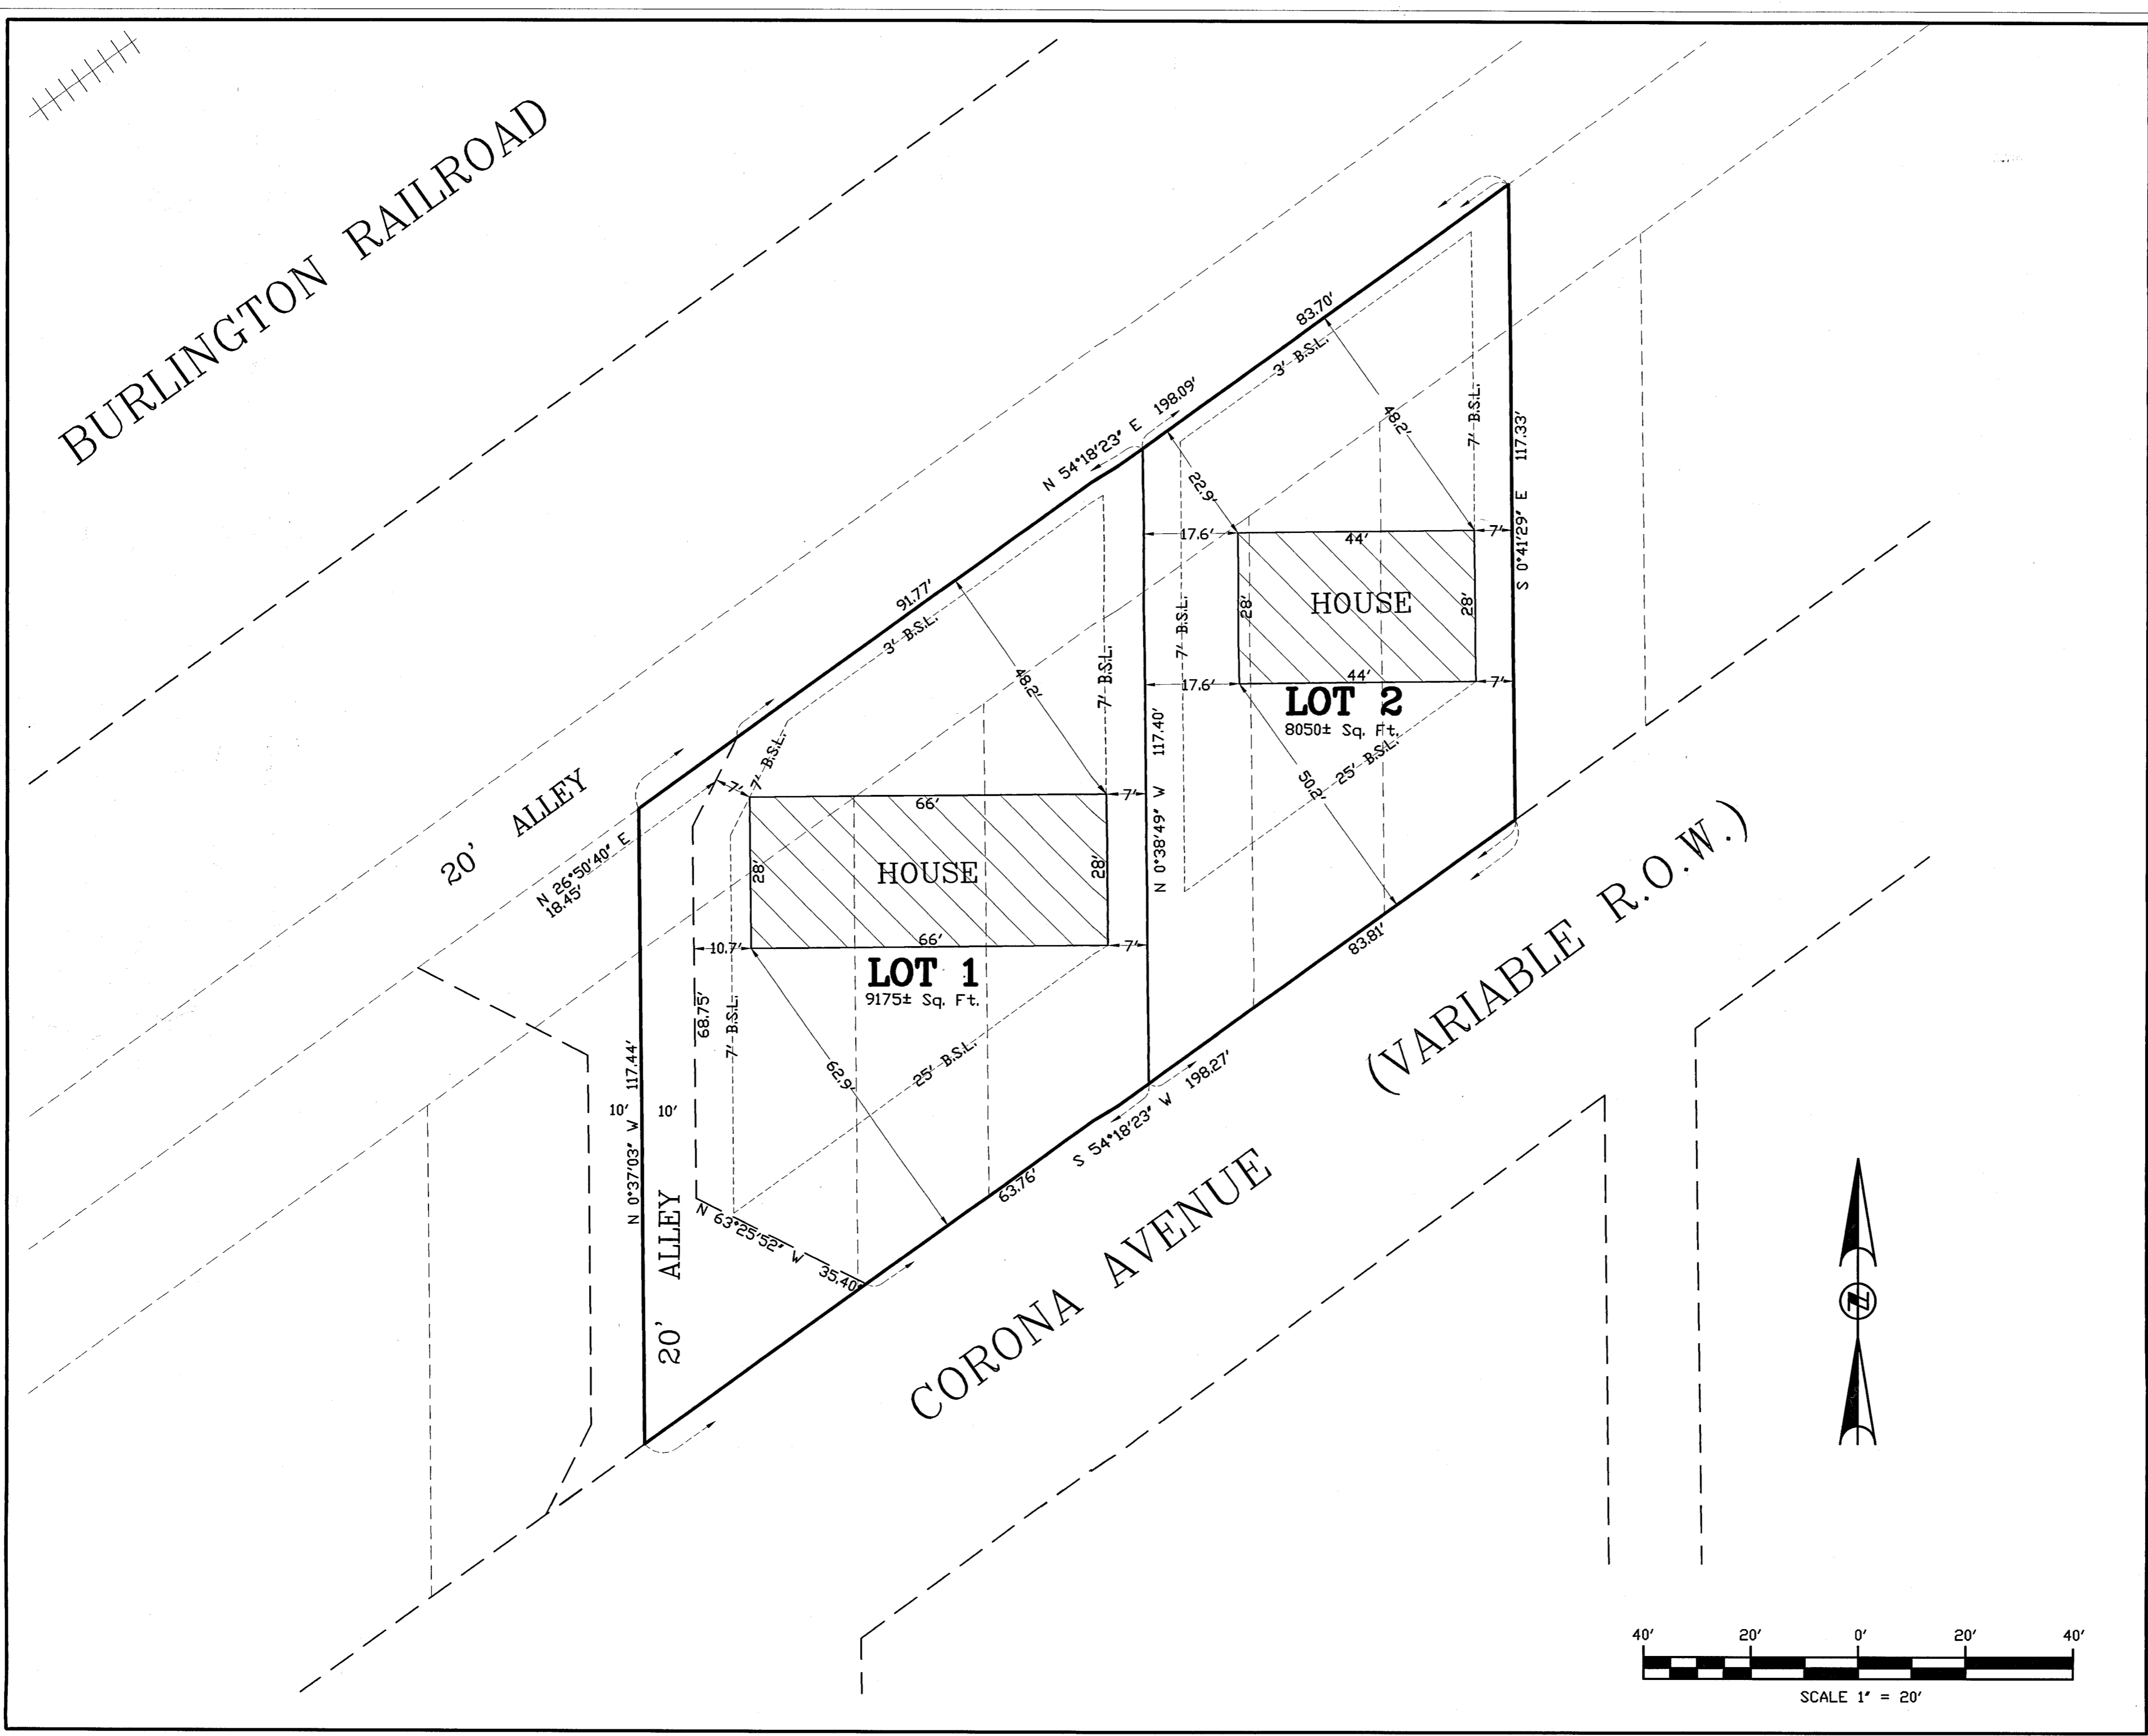 BURLINGTON RAILROAD
20' ALLEY
N 26°50'40" E
18.45'
N 54°18'23" E 198.09'
83.70'
3' B.S.L.
48.2'
7' B.S.L.
S 0°41'29" E 117.33'
22.9'
17.6'
44'
7'
28'
HOUSE
28'
7' B.S.L.
17.6'
44'
7'
LOT 2
8050± Sq. Ft.
25' B.S.L.
50.2'
83.81'
91.77'
3' B.S.L.
48.2'
7' B.S.L.
N 0°38'49" W 117.40'
7'
7' B.S.L.
66'
7'
28'
HOUSE
28'
10.7'
66'
7'
LOT 1
9175± Sq. Ft.
68.75'
7' B.S.L.
25' B.S.L.
62.9'
N 0°37'03" W 117.44'
10'
10'
20' ALLEY
N 63°25'52" W
35.40'
63.76'
S 54°18'23" W 198.27'
CORONA AVENUE (VARIABLE R.O.W.)
N
40' 20' 0' 20' 40'
SCALE 1" = 20'